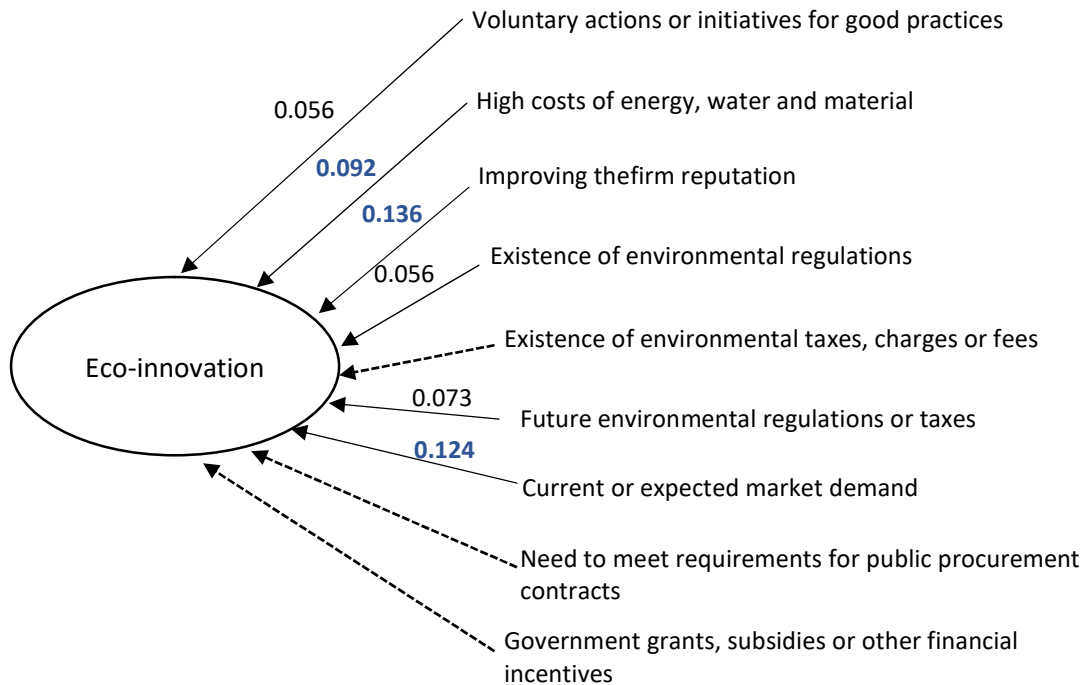 Voluntary actions or initiatives for good practices
0.056
High costs of energy, water and material
0.092
Improving thefirm reputation
0.136
Existence of environmental regulations
0.056
Existence of environmental taxes, charges or fees
Eco-innovation
0.073
Future environmental regulations or taxes
0.124
Current or expected market demand
Need to meet requirements for public procurement
contracts
Government grants, subsidies or other financial
incentives